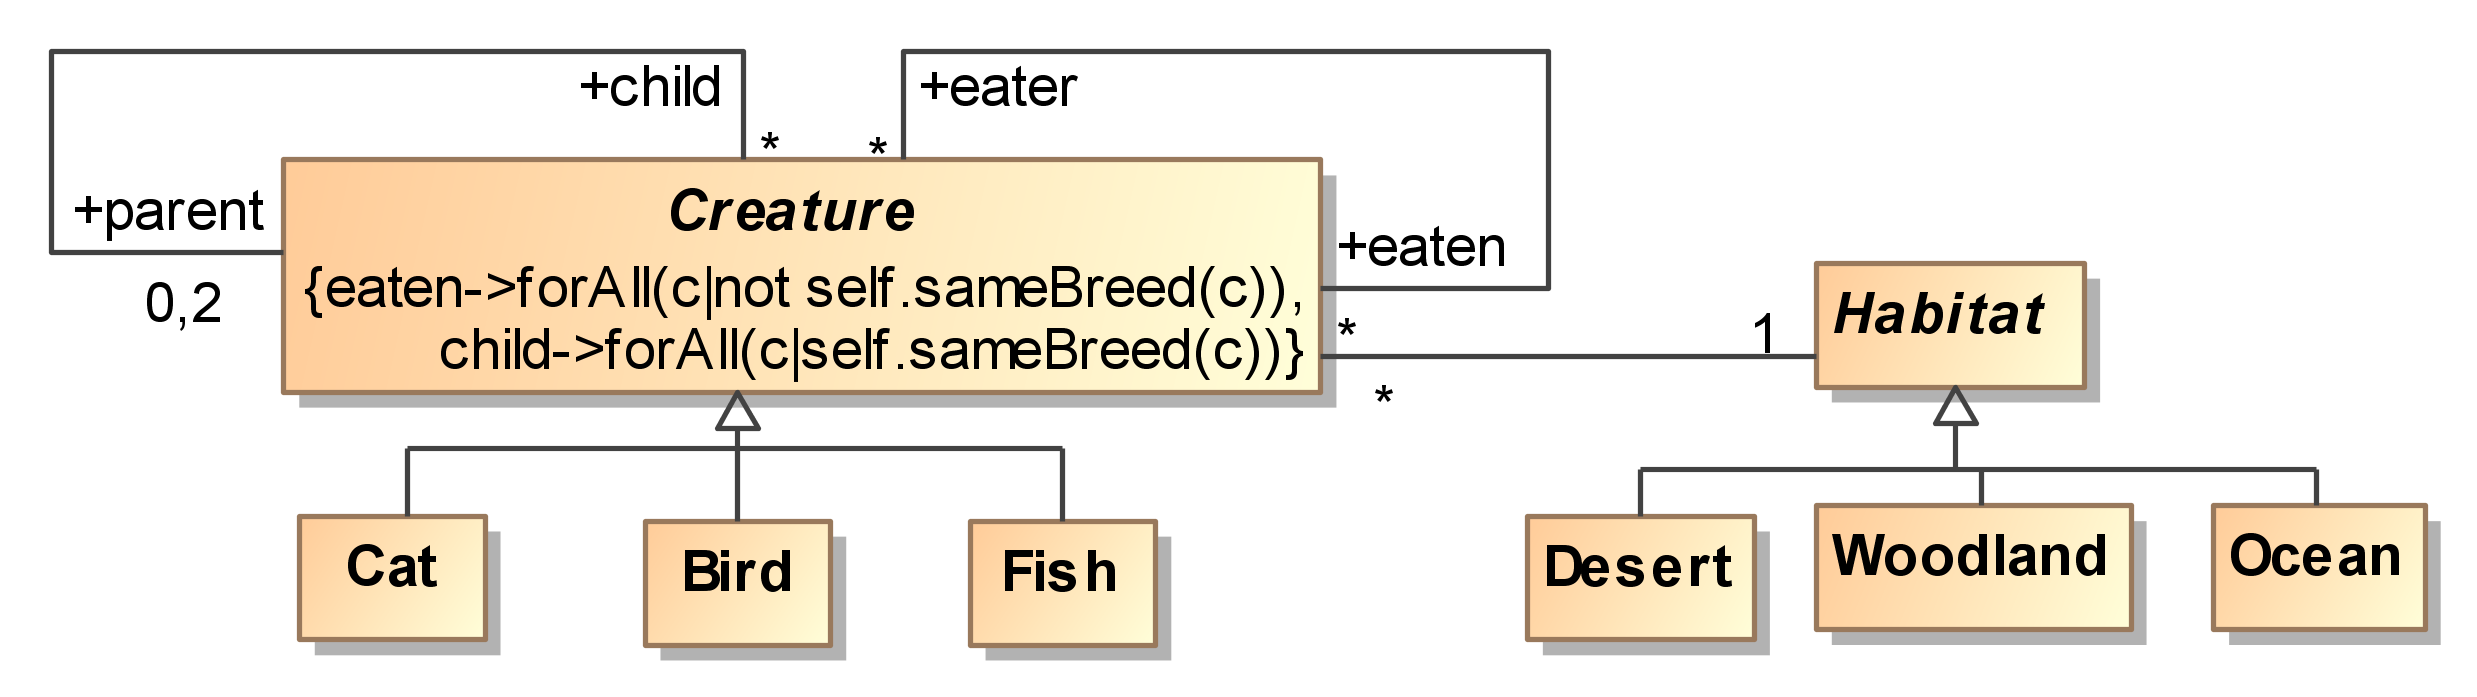 +child
+eater
*
*
+parent
Creature
+eaten
0,2
{eaten->forAll(c|not self.sameBreed(c)),
child->forAll(c|self.sameBreed(c))}
*
1
Habitat
*
Cat
Bird
Fish
Desert
Woodland
Ocean